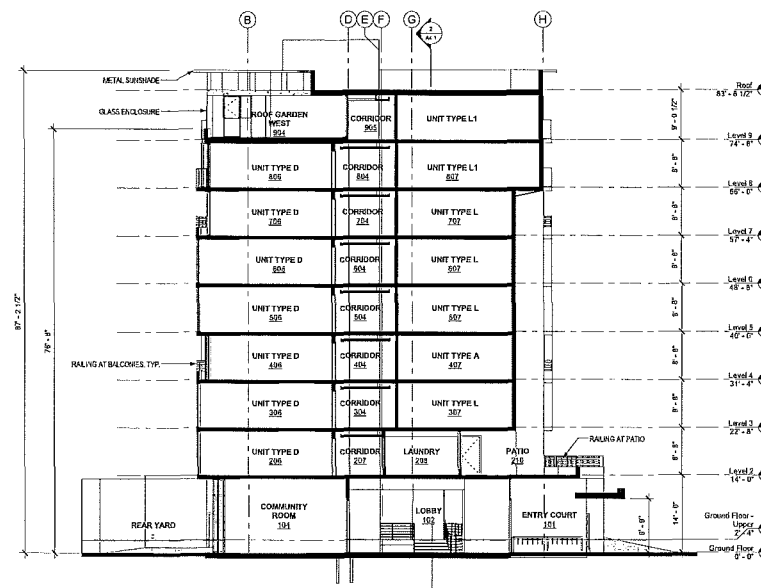 B D E F G H
2
A4.1
METAL SUNSHADE
GLASS ENCLOSURE
ROOF GARDEN
WEST
904
CORRIDOR
905
UNIT TYPE L1
Roof
83' - 8 1/2"
9' - 0 1/2"
Level 9
74' - 8"
UNIT TYPE D
806
CORRIDOR
804
UNIT TYPE L1
807
8' - 8"
Level 8
66' - 0"
UNIT TYPE D
706
CORRIDOR
704
UNIT TYPE L
707
8' - 8"
Level 7
57' - 4"
UNIT TYPE D
606
CORRIDOR
604
UNIT TYPE L
607
8' - 8"
Level 6
48' - 8"
UNIT TYPE D
506
CORRIDOR
504
UNIT TYPE L
507
8' - 8"
Level 5
40' - 0"
RAILING AT BALCONIES, TYP.
UNIT TYPE D
406
CORRIDOR
404
UNIT TYPE A
407
8' - 8"
Level 4
31' - 4"
UNIT TYPE D
306
CORRIDOR
304
UNIT TYPE L
307
8' - 8"
Level 3
22' - 8"
UNIT TYPE D
206
CORRIDOR
207
LAUNDRY
208
PATIO
210
RAILING AT PATIO
8' - 8"
Level 2
14' - 0"
87' - 2 1/2"
76' - 8"
REAR YARD
COMMUNITY
ROOM
104
LOBBY
102
ENTRY COURT
101
14' - 0"
Ground Floor -
Upper
2' - 4"
Ground Floor
0' - 0"